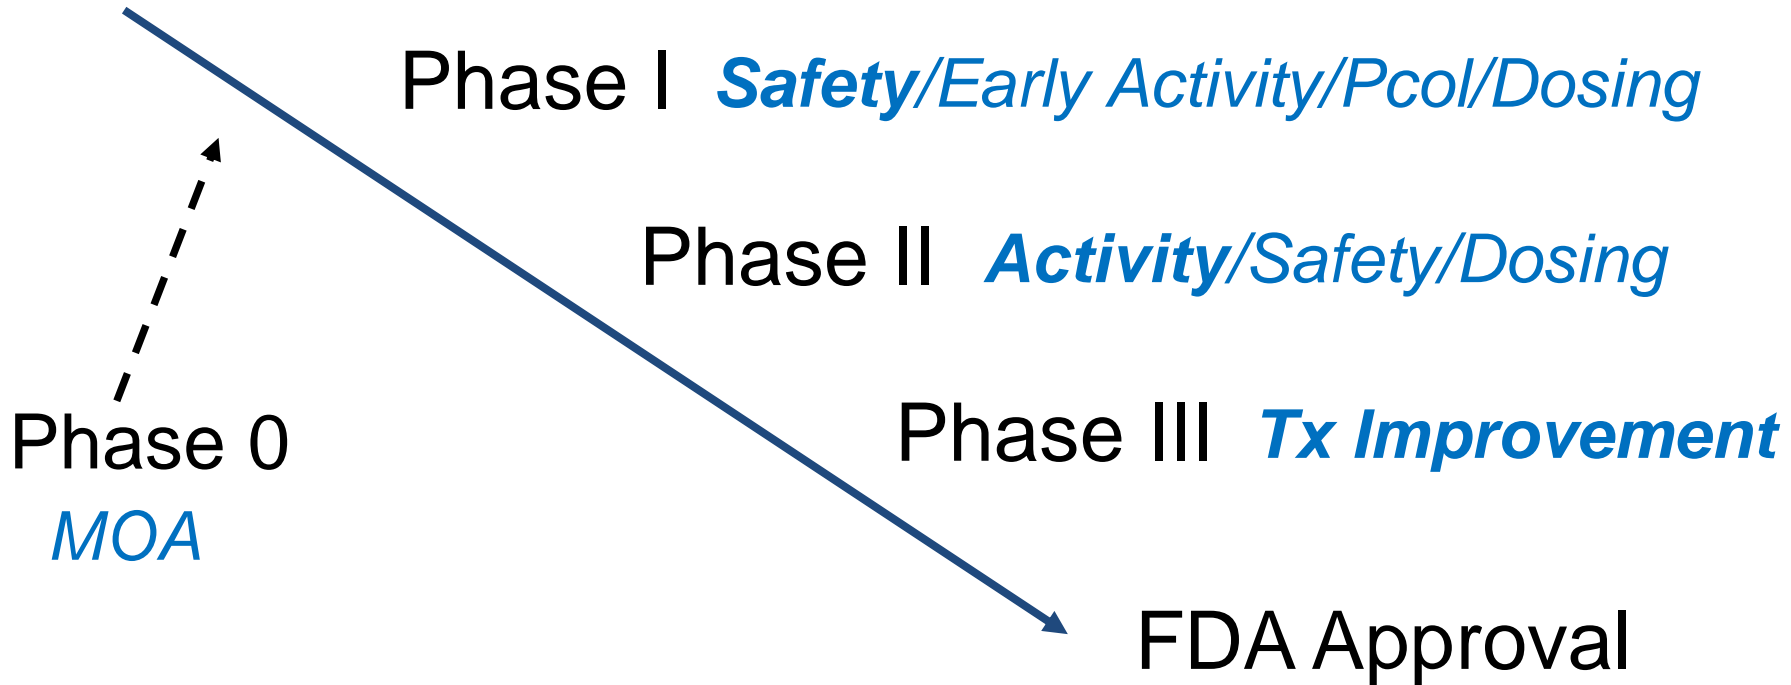 Phase I Safety/Early Activity/Pcol/Dosing
Phase II Activity/Safety/Dosing
Phase III Tx Improvement
Phase 0
MOA
FDA Approval